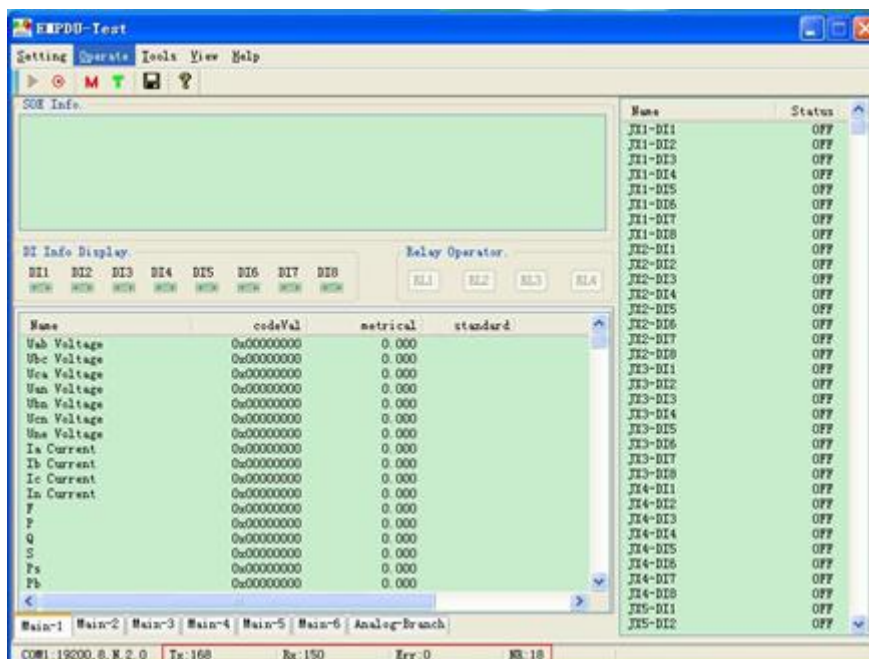 EMPDU-Test
Setting Operate Tools View Help
M T
SOE Info.
DI Info Display.
DI1 DI2 DI3 DI4 DI5 DI6 DI7 DI8
Relay Operator.
RL1 RL2 RL3 RL4
Name codeVal metrical standard
Uab Voltage 0x00000000 0.000
Ubc Voltage 0x00000000 0.000
Uca Voltage 0x00000000 0.000
Uan Voltage 0x00000000 0.000
Ubn Voltage 0x00000000 0.000
Ucn Voltage 0x00000000 0.000
Une Voltage 0x00000000 0.000
Ia Current 0x00000000 0.000
Ib Current 0x00000000 0.000
Ic Current 0x00000000 0.000
In Current 0x00000000 0.000
F 0x00000000 0.000
P 0x00000000 0.000
Q 0x00000000 0.000
S 0x00000000 0.000
Ps 0x00000000 0.000
Pb 0x00000000 0.000
Main-1 Main-2 Main-3 Main-4 Main-5 Main-6 Analog-Branch
Name Status
JX1-DI1 OFF
JX1-DI2 OFF
JX1-DI3 OFF
JX1-DI4 OFF
JX1-DI5 OFF
JX1-DI6 OFF
JX1-DI7 OFF
JX1-DI8 OFF
JX2-DI1 OFF
JX2-DI2 OFF
JX2-DI3 OFF
JX2-DI4 OFF
JX2-DI5 OFF
JX2-DI6 OFF
JX2-DI7 OFF
JX2-DI8 OFF
JX3-DI1 OFF
JX3-DI2 OFF
JX3-DI3 OFF
JX3-DI4 OFF
JX3-DI5 OFF
JX3-DI6 OFF
JX3-DI7 OFF
JX3-DI8 OFF
JX4-DI1 OFF
JX4-DI2 OFF
JX4-DI3 OFF
JX4-DI4 OFF
JX4-DI5 OFF
JX4-DI6 OFF
JX4-DI7 OFF
JX4-DI8 OFF
JX5-DI1 OFF
JX5-DI2 OFF
COM1:19200,8,N,2,0 Tx:168 Rx:150 Err:0 NR:18